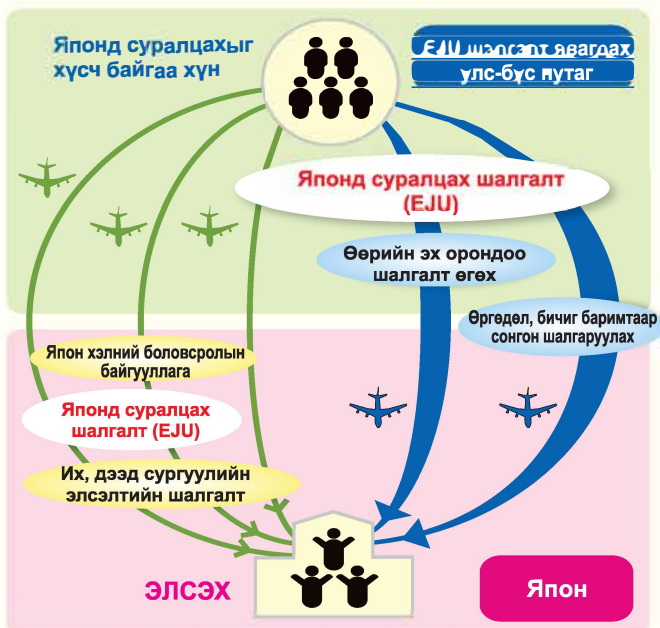 Японд суралцахыг
хүсч байгаа хүн
EJU шалгалт явагдах
улс-бүс нутаг
Японд суралцах шалгалт
(EJU)
Өөрийн эх орондоо
шалгалт өгөх
Өргөдөл, бичиг баримтаар
сонгон шалгаруулах
Япон хэлний боловсролын
байгууллага
Японд суралцах
шалгалт (EJU)
Их, дээд сургуулийн
элсэлтийн шалгалт
ЭЛСЭХ
Япон